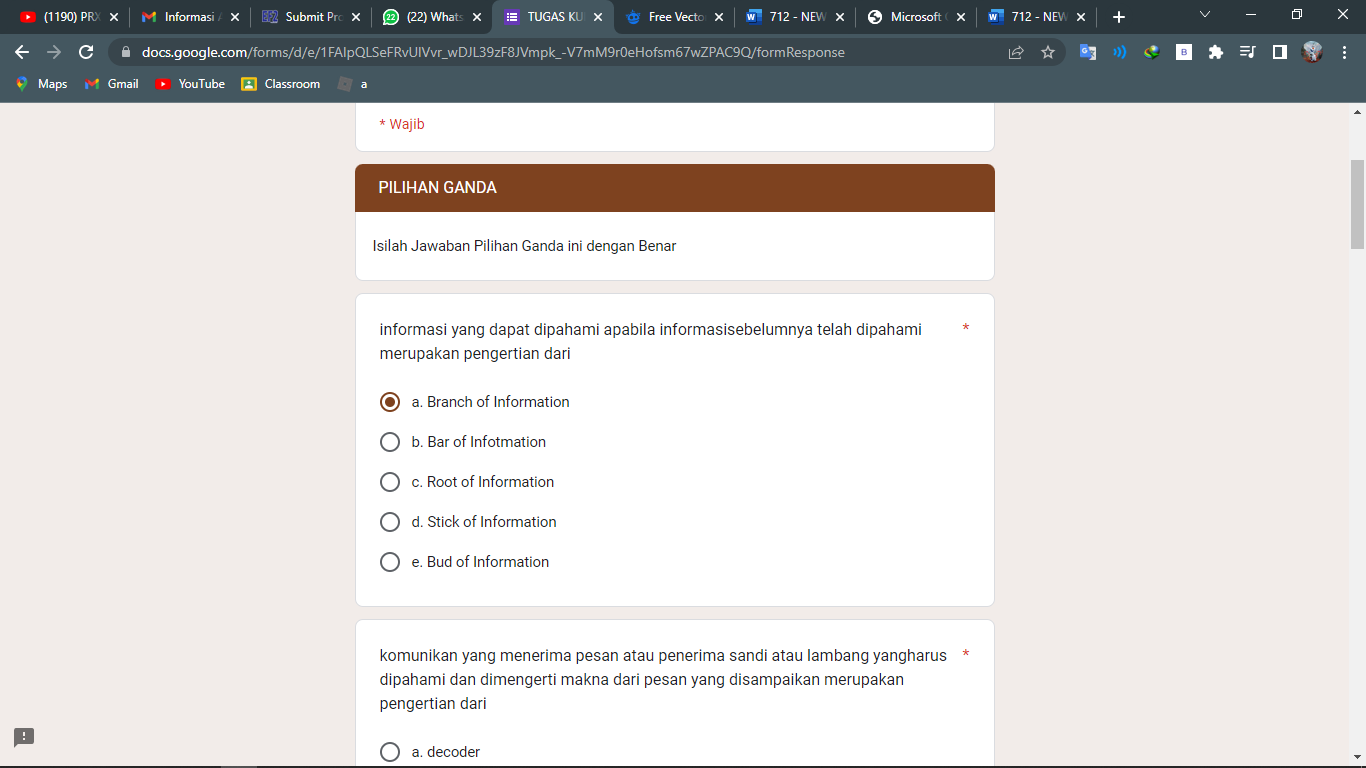 (1190) PRX
Informasi A
Submit Pro
(22) Whats
TUGAS KU
Free Vecto
712 - NEW
Microsoft
712 - NEW
docs.google.com/forms/d/e/1FAIpQLSeFRvUlVvr_wDJL39zF8JVmpk_-V7mM9r0eHofsm67wZPAC9Q/formResponse
Maps
Gmail
YouTube
Classroom
a
* Wajib
PILIHAN GANDA
Isilah Jawaban Pilihan Ganda ini dengan Benar
informasi yang dapat dipahami apabila informasisebelumnya telah dipahami *
merupakan pengertian dari
a. Branch of Information
b. Bar of Infotmation
c. Root of Information
d. Stick of Information
e. Bud of Information
komunikan yang menerima pesan atau penerima sandi atau lambang yangharus *
dipahami dan dimengerti makna dari pesan yang disampaikan merupakan
pengertian dari
a. decoder